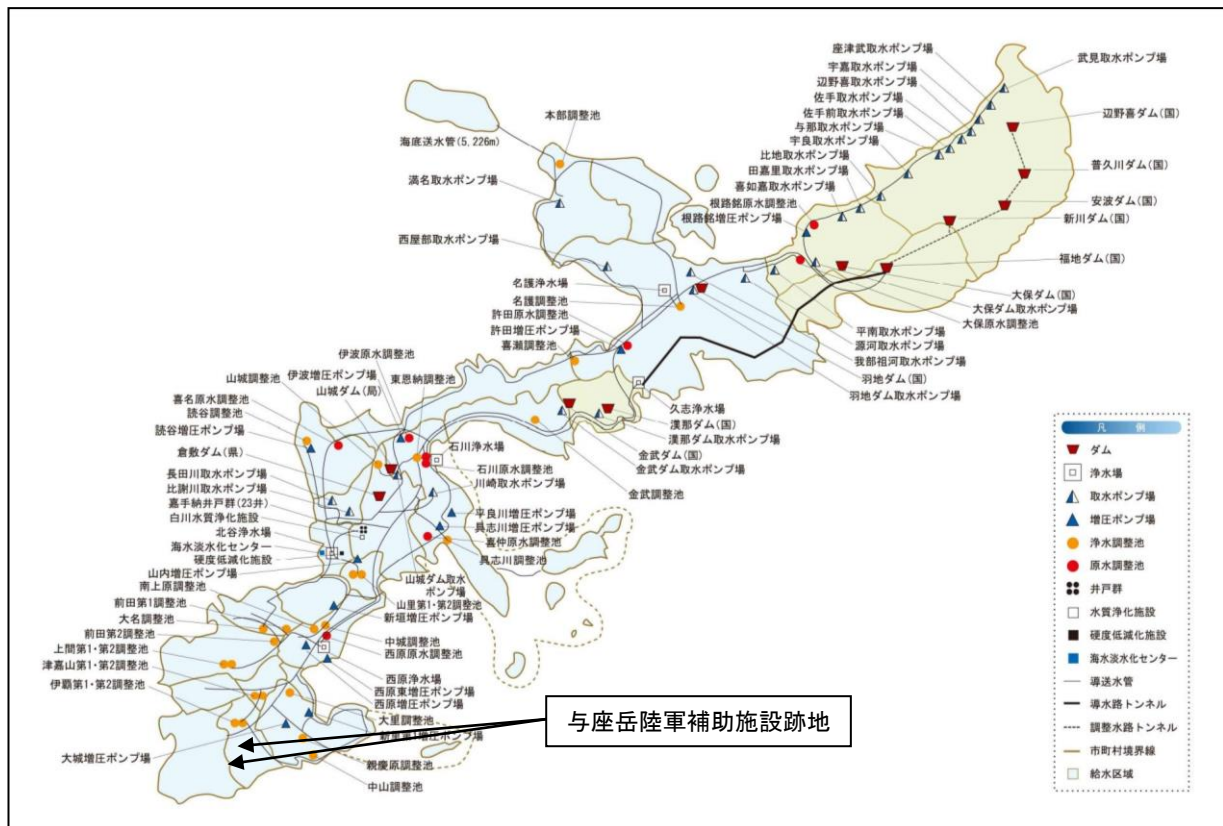 座津武取水ポンプ場
宇嘉取水ポンプ場
辺野喜取水ポンプ場
佐手取水ポンプ場
佐手前取水ポンプ場
与那取水ポンプ場
宇良取水ポンプ場
比地取水ポンプ場
田嘉里取水ポンプ場
喜如嘉取水ポンプ場
根路銘原水調整池
根路銘増圧ポンプ場
武見取水ポンプ場
辺野喜ダム(国)
普久川ダム(国)
安波ダム(国)
新川ダム(国)
福地ダム(国)
大保ダム(国)
大保ダム取水ポンプ場
大保原水調整池
本部調整池
海底送水管(5,226m)
満名取水ポンプ場
西屋部取水ポンプ場
名護浄水場
名護調整池
許田原水調整池
許田増圧ポンプ場
喜瀬調整池
平南取水ポンプ場
源河取水ポンプ場
我部祖河取水ポンプ場
羽地ダム(国)
羽地ダム取水ポンプ場
久志浄水場
漢那ダム(国)
漢那ダム取水ポンプ場
金武ダム(国)
金武ダム取水ポンプ場
金武調整池
伊波原水調整池
伊波増圧ポンプ場
東恩納調整池
山城調整池
山城ダム(局)
喜名原水調整池
読谷調整池
読谷増圧ポンプ場
倉敷ダム(県)
長田川取水ポンプ場
比謝川取水ポンプ場
嘉手納井戸群(23井)
白川水質浄化施設
北谷浄水場
海水淡水化センター
硬度低減化施設
山内増圧ポンプ場
南上原調整池
前田第1調整池
大名調整池
前田第2調整池
上間第1・第2調整池
津嘉山第1・第2調整池
伊覇第1・第2調整池
大城増圧ポンプ場
石川浄水場
石川原水調整池
川崎取水ポンプ場
平良川増圧ポンプ場
具志川増圧ポンプ場
嘉仲原水調整池
具志川調整池
山城ダム取水
ポンプ場
山里第1・第2調整池
新垣増圧ポンプ場
中城調整池
西原原水調整池
西原浄水場
西原東増圧ポンプ場
西原増圧ポンプ場
大里調整池
親慶原調整池
中山調整池
与座岳陸軍補助施設跡地
凡 例
ダム
浄水場
取水ポンプ場
増圧ポンプ場
浄水調整池
原水調整池
井戸群
水質浄化施設
硬度低減化施設
海水淡水化センター
導送水管
導水路トンネル
調整水路トンネル
市町村境界線
給水区域